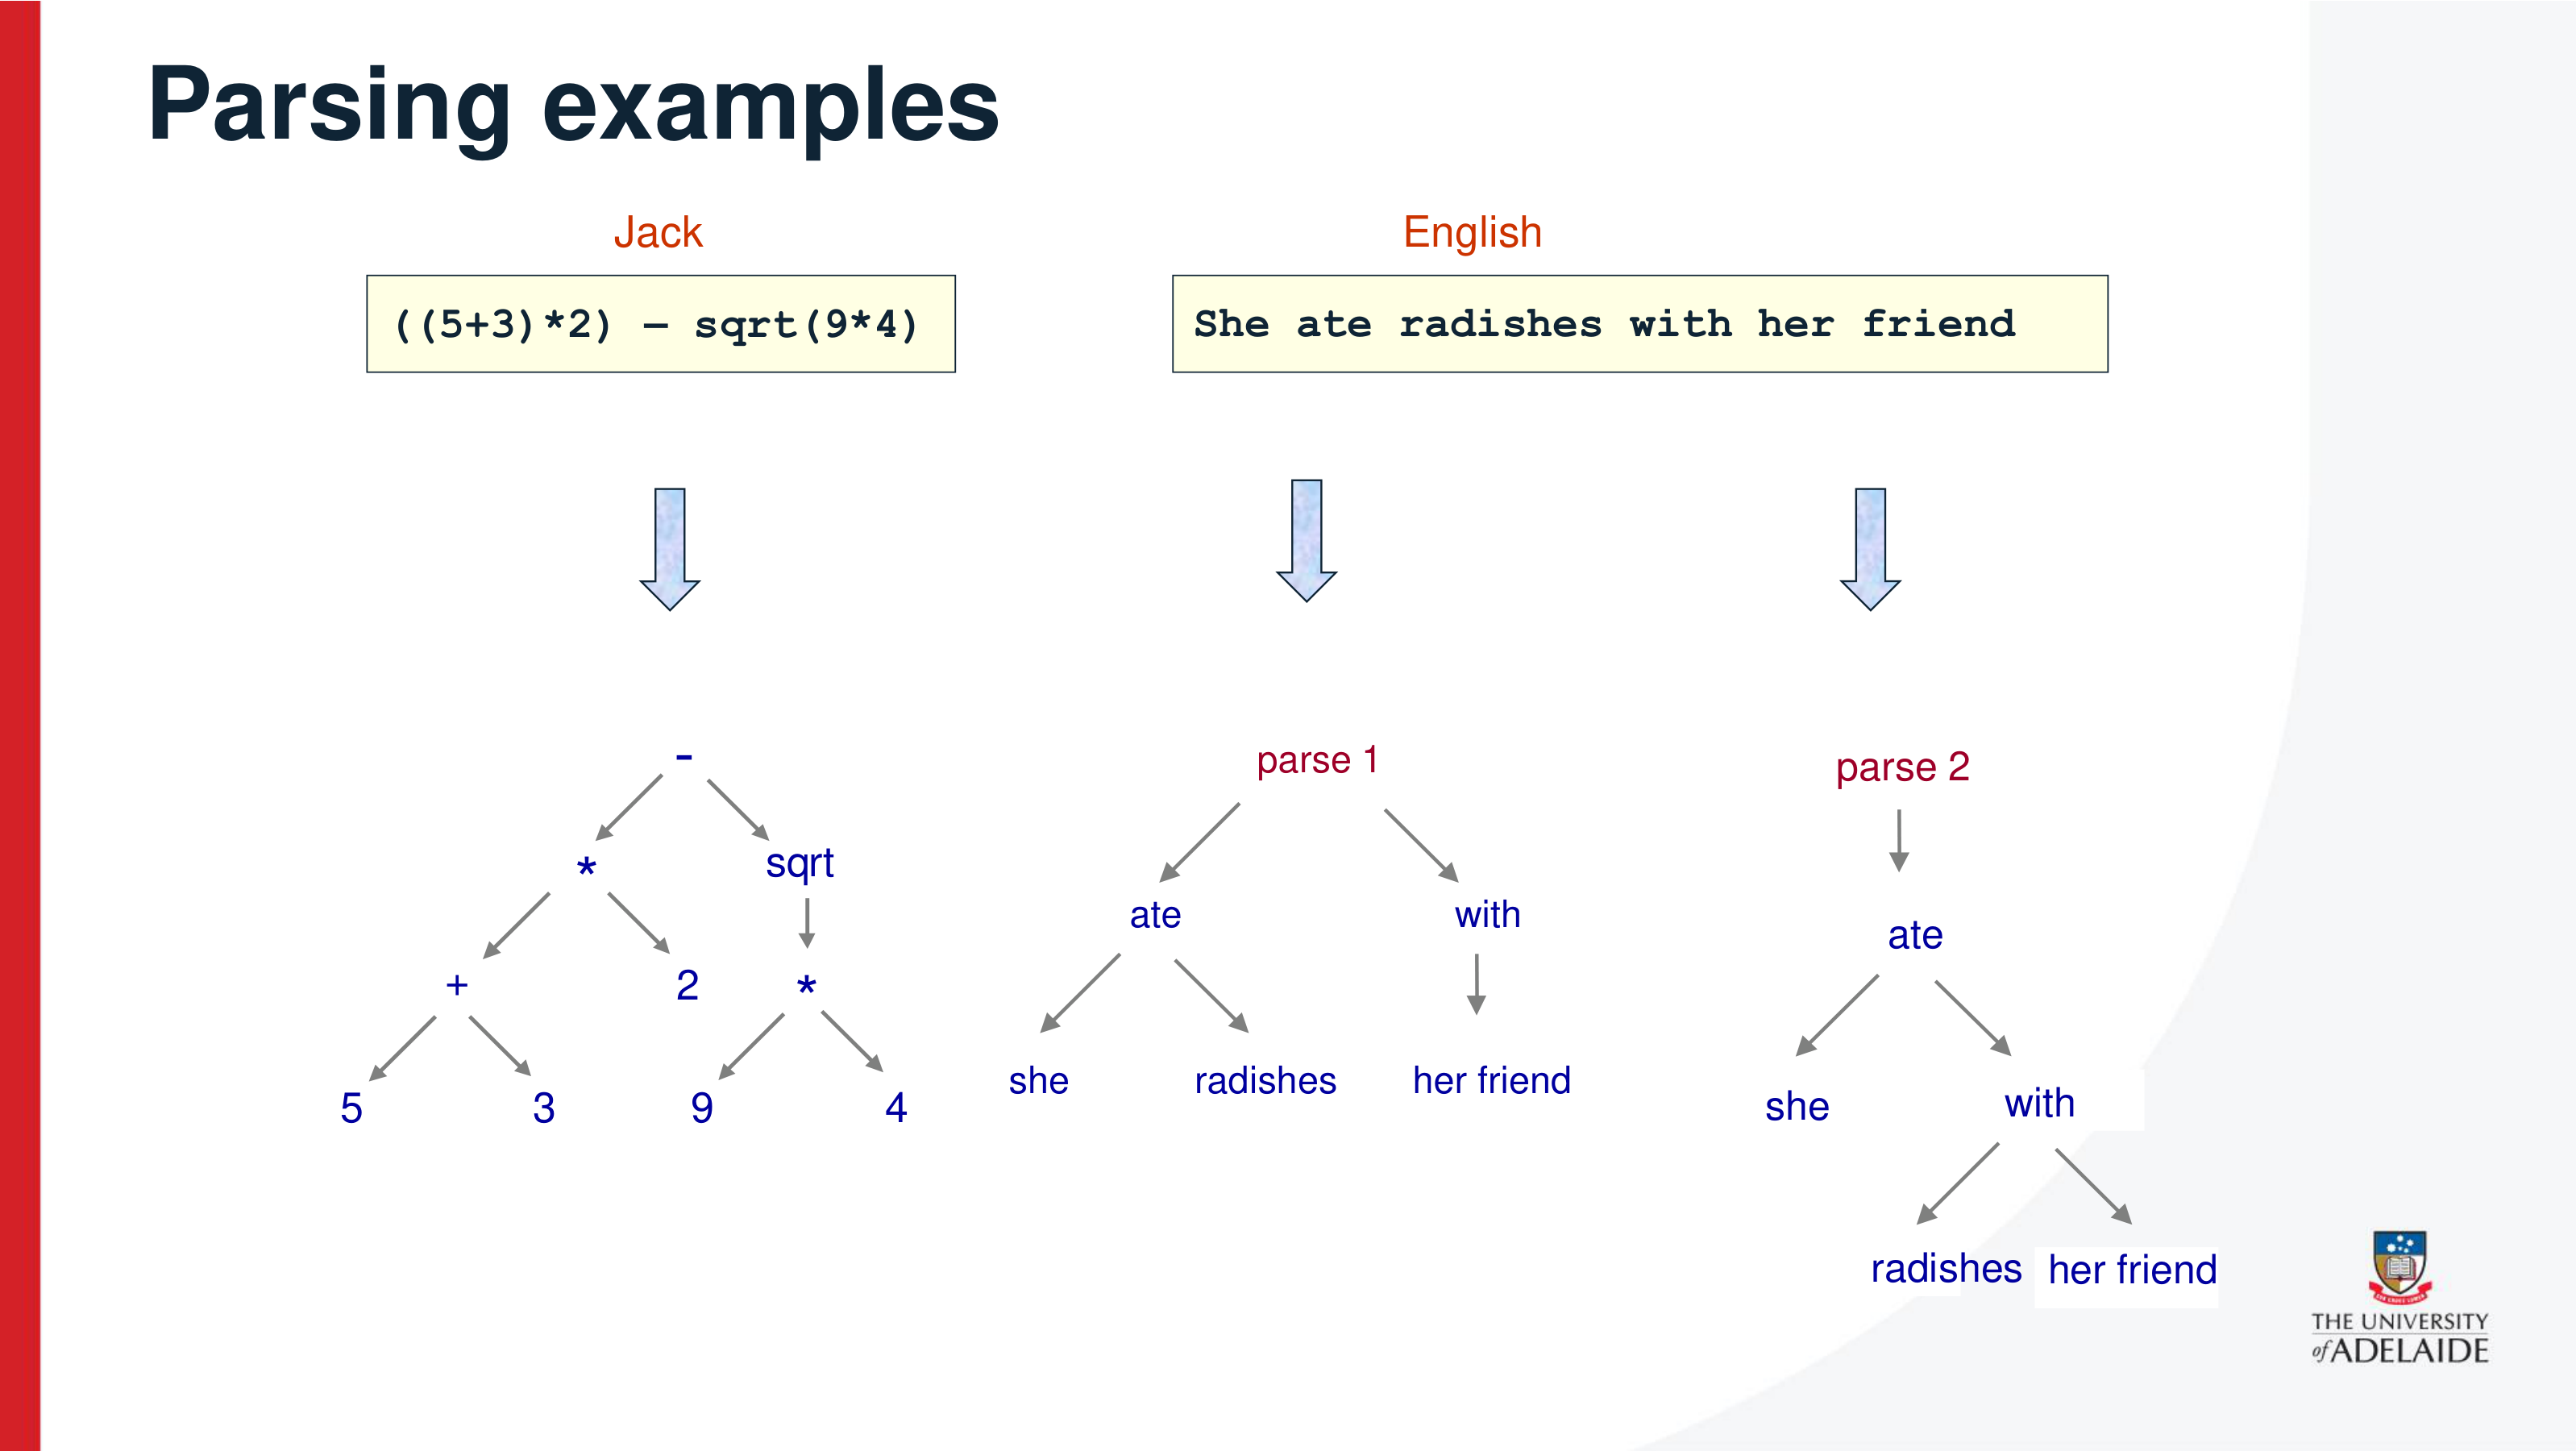 Parsing examples
Jack
English
((5+3)*2) – sqrt(9*4)
She ate radishes with her friend
-
* sqrt
+ 2 *
5 3 9 4
parse 1
ate with
she radishes her friend
parse 2
ate
she with
radishes her friend
THE UNIVERSITY
of ADELAIDE